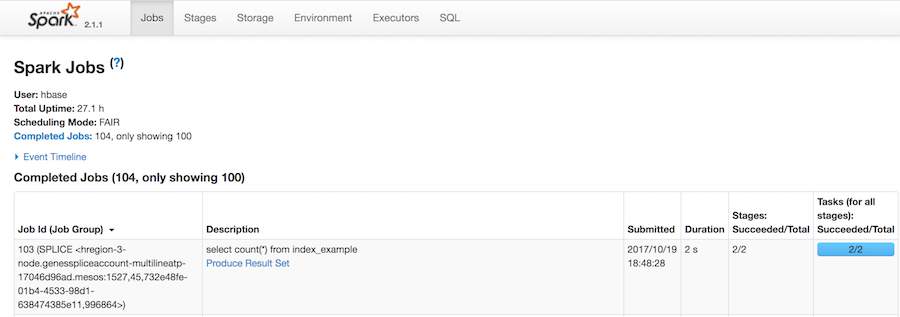 APACHE
Spark 2.1.1 Jobs Stages Storage Environment Executors SQL
Spark Jobs (?)
User: hbase
Total Uptime: 27.1 h
Scheduling Mode: FAIR
Completed Jobs: 104, only showing 100
Event Timeline
Completed Jobs (104, only showing 100)
Job Id (Job Group) Description Submitted Duration Stages: Succeeded/Total Tasks (for all stages): Succeeded/Total
103 (SPLICE <hregion-3-
node.genesspliceaccount-multilineatp-
17046d96ad.mesos:1527,45,732e48fe-
01b4-4533-98d1-
638474385e11,996864>)
select count(*) from index_example
Produce Result Set
2017/10/19
18:48:28
2 s
2/2
2/2